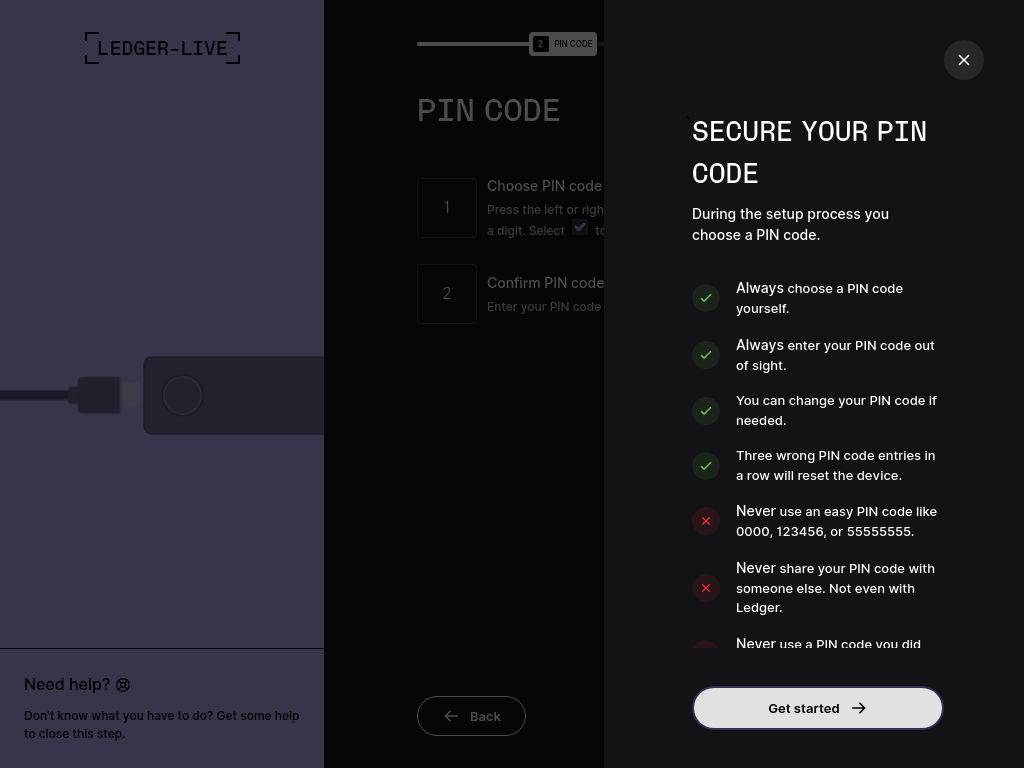 LEDGER-LIVE
2 PIN CODE
PIN CODE
1
Choose PIN code
Press the left or righ
a digit. Select to
2
Confirm PIN code
Enter your PIN code
Back
Need help?
Don't know what you have to do? Get some help
to close this step.
SECURE YOUR PIN
CODE
During the setup process you
choose a PIN code.
Always choose a PIN code
yourself.
Always enter your PIN code out
of sight.
You can change your PIN code if
needed.
Three wrong PIN code entries in
a row will reset the device.
Never use an easy PIN code like
0000, 123456, or 55555555.
Never share your PIN code with
someone else. Not even with
Ledger.
Never use a PIN code you did
Get started